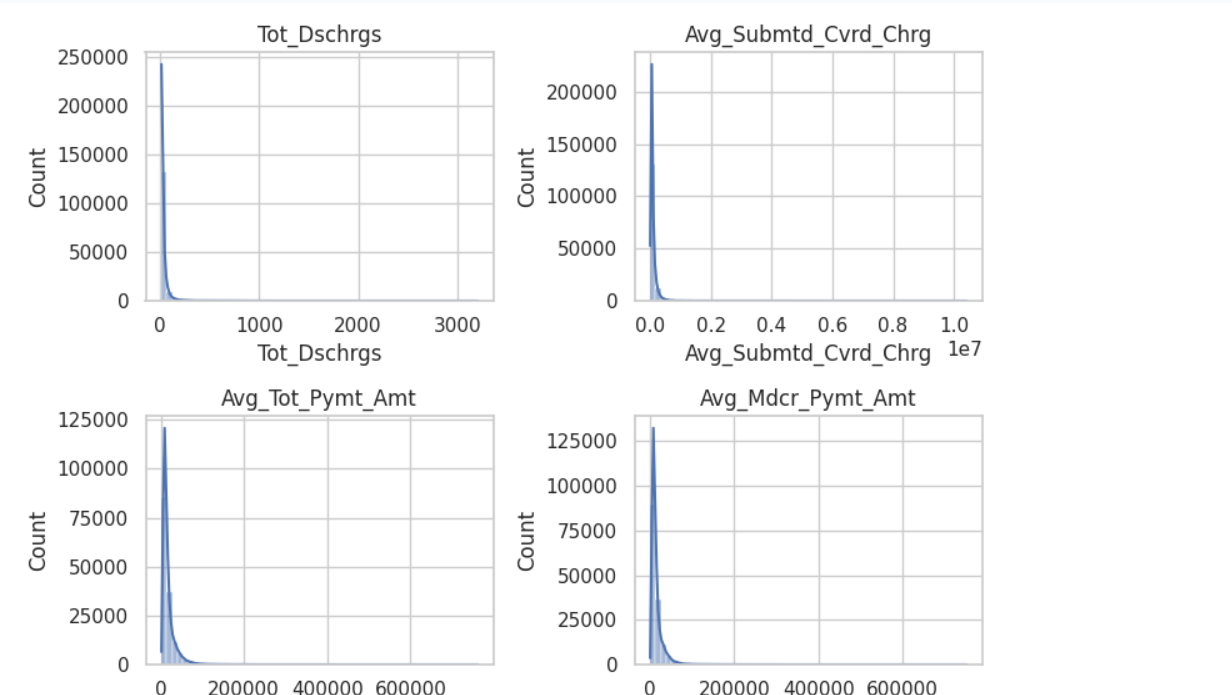 Tot_Dschrgs
Avg_Submtd_Cvrd_Chrg
250000
200000
150000
100000
50000
0
Count
0 1000 2000 3000
Tot_Dschrgs
200000
150000
100000
50000
0
Count
0.0 0.2 0.4 0.6 0.8 1.0
1e7
Avg_Submtd_Cvrd_Chrg
Avg_Tot_Pymt_Amt
125000
100000
75000
50000
25000
0
Count
0 200000 400000 600000
Avg_Mdcr_Pymt_Amt
125000
100000
75000
50000
25000
0
Count
0 200000 400000 600000